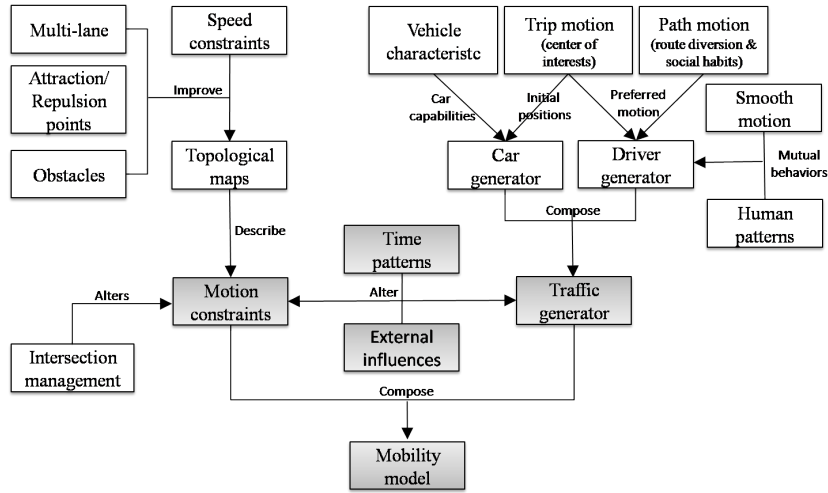 Multi-lane
Speed
constraints
Vehicle
characteristc
Trip motion
(center of
interests)
Path motion
(route diversion &
social habits)
Attraction/
Repulsion
points
Improve
Car
capabilities
Initial
positions
Preferred
motion
Smooth
motion
Obstacles
Topological
maps
Car
generator
Driver
generator
Mutual
behaviors
Describe
Compose
Human
patterns
Time
patterns
Alters
Motion
constraints
Alter
Traffic
generator
External
influences
Intersection
management
Compose
Mobility
model